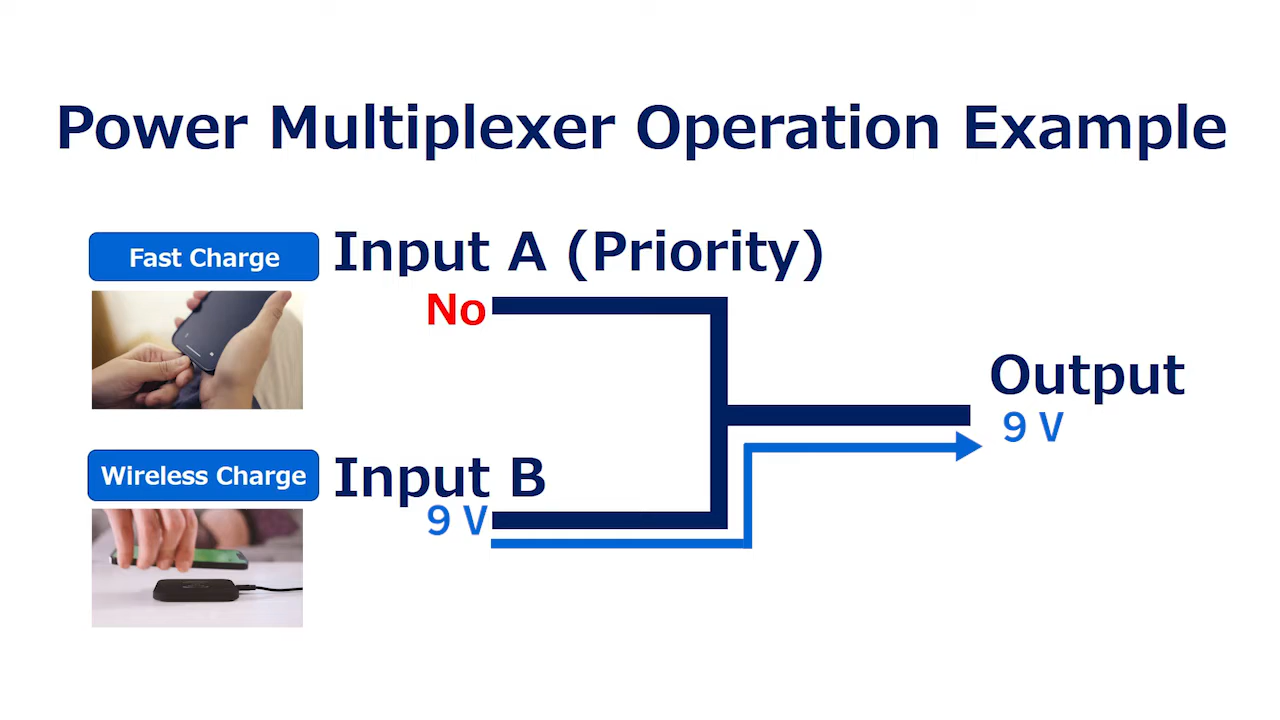 Power Multiplexer Operation Example
Fast Charge
Input A (Priority)
No
Output
9 V
Wireless Charge
Input B
9 V